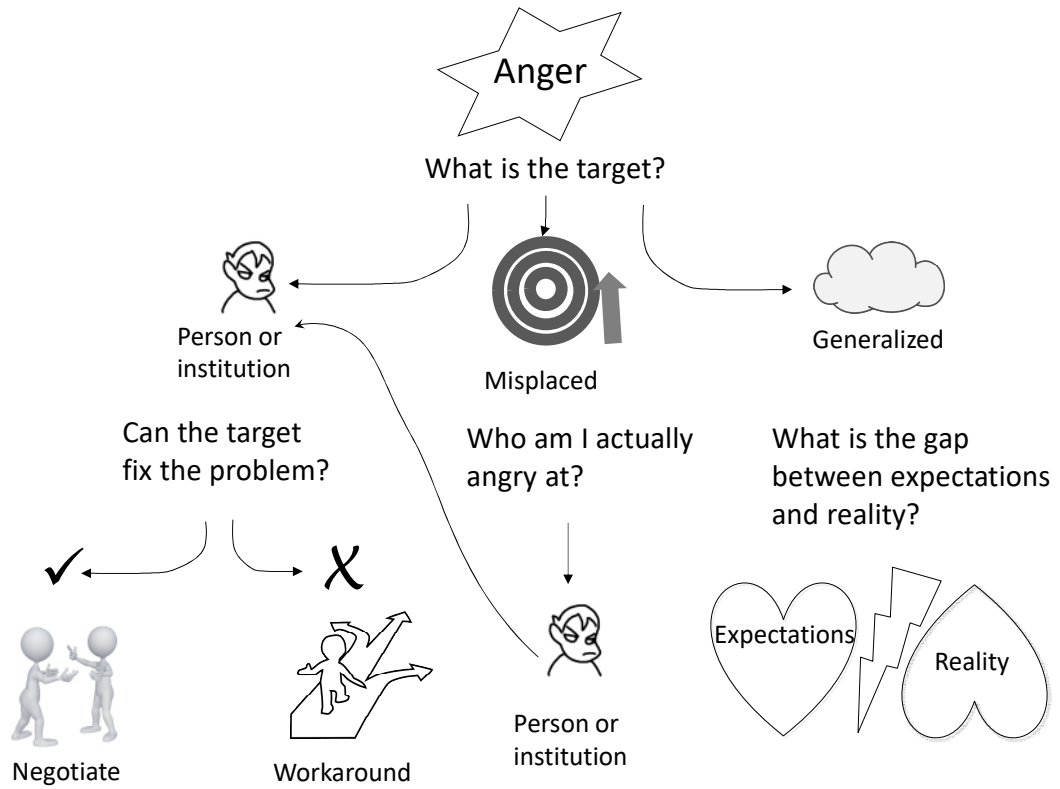 Anger
What is the target?
Person or
institution
Misplaced
Generalized
Can the target
fix the problem?
Who am I actually
angry at?
What is the gap
between expectations
and reality?
✓
X
Expectations
Reality
Negotiate
Workaround
Person or
institution